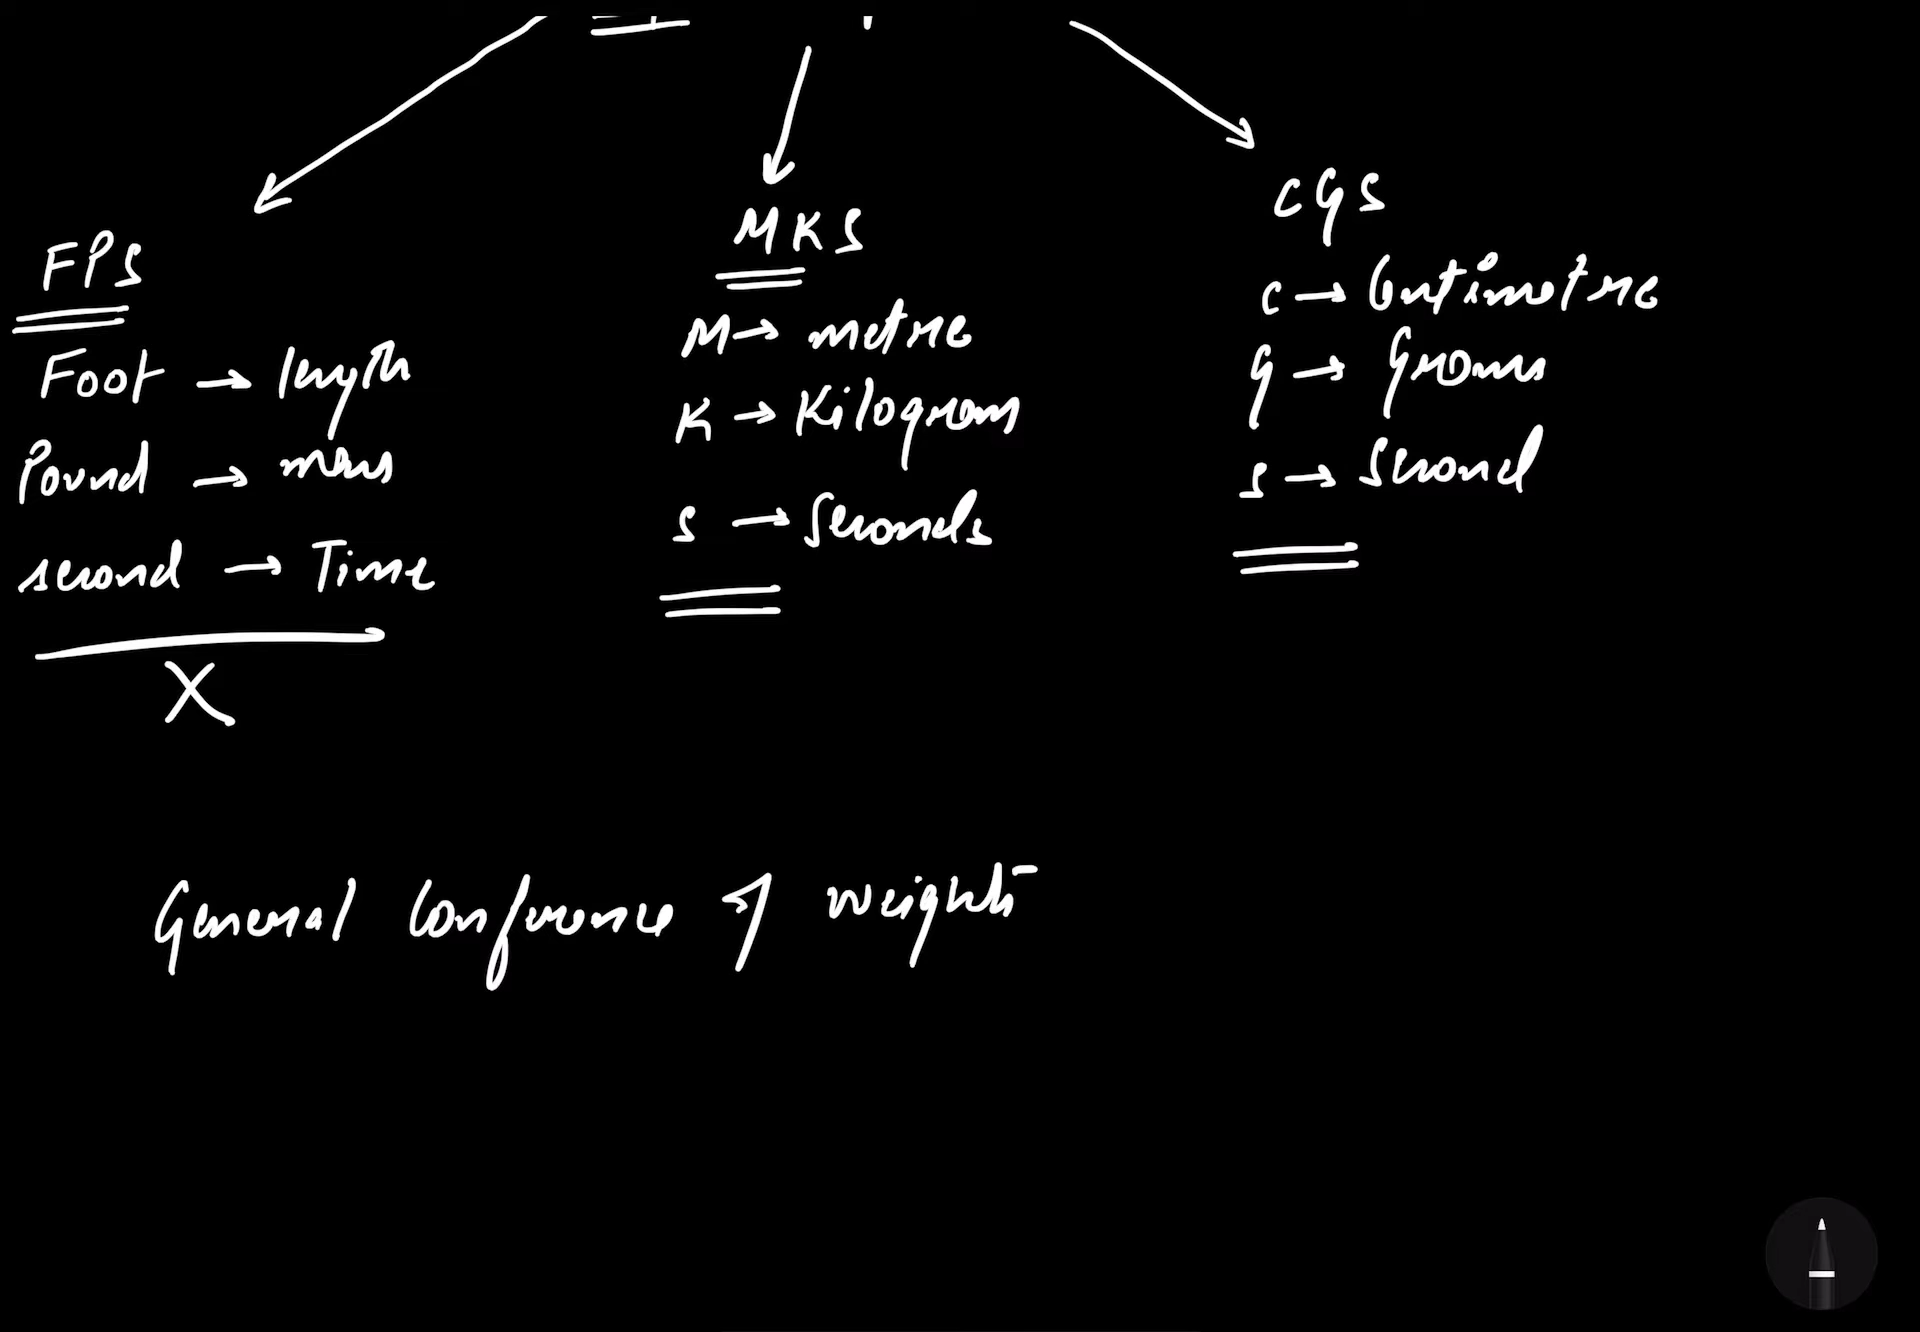 FPS
Foot → length
Pound → mass
second → Time
X
MKS
M → metre
K → Kilogram
S → Seconds
CGS
C → Centimetre
G → Grams
S → Second
General Conference of weights